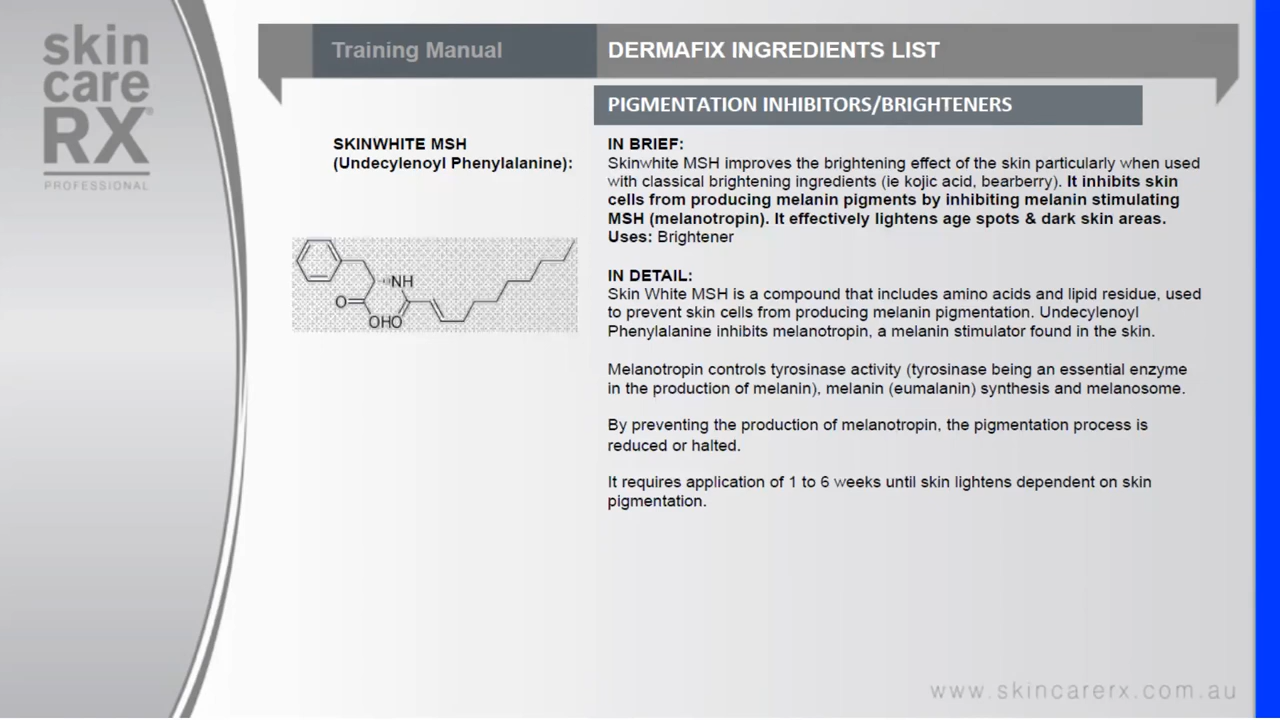 skin
care
RX®
PROFESSIONAL
Training Manual
DERMAFIX INGREDIENTS LIST
PIGMENTATION INHIBITORS/BRIGHTENERS
SKINWHITE MSH
(Undecylenoyl Phenylalanine):
NH
O
OHO
IN BRIEF:
Skinwhite MSH improves the brightening effect of the skin particularly when used
with classical brightening ingredients (ie kojic acid, bearberry). It inhibits skin
cells from producing melanin pigments by inhibiting melanin stimulating
MSH (melanotropin). It effectively lightens age spots & dark skin areas.
Uses: Brightener
IN DETAIL:
Skin White MSH is a compound that includes amino acids and lipid residue, used
to prevent skin cells from producing melanin pigmentation. Undecylenoyl
Phenylalanine inhibits melanotropin, a melanin stimulator found in the skin.
Melanotropin controls tyrosinase activity (tyrosinase being an essential enzyme
in the production of melanin), melanin (eumalanin) synthesis and melanosome.
By preventing the production of melanotropin, the pigmentation process is
reduced or halted.
It requires application of 1 to 6 weeks until skin lightens dependent on skin
pigmentation.
www.skincarerx.com.au